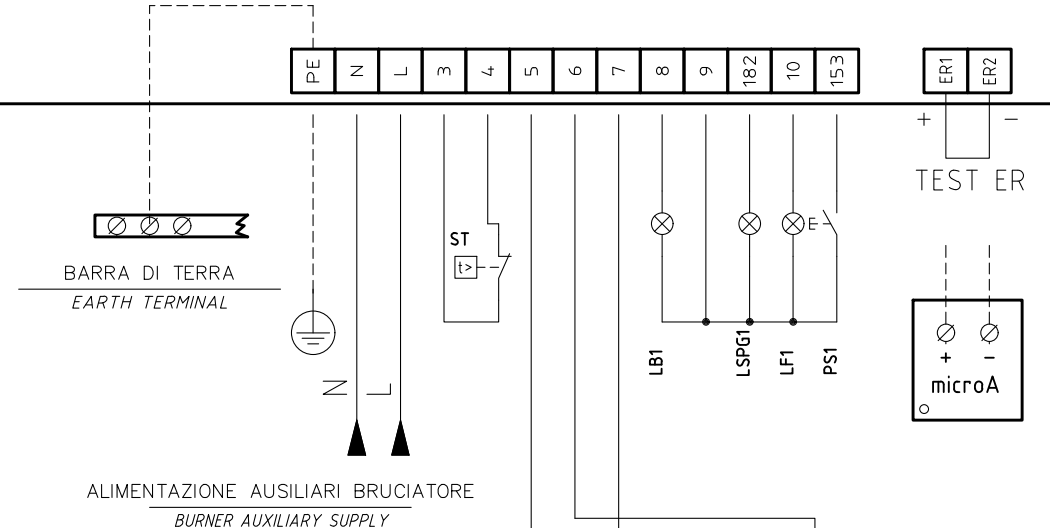 PE N L 3 4 5 6 7 8 9 182 10 153 ER1 ER2
+ −
TEST ER
BARRA DI TERRA
EARTH TERMINAL
ST
t>
E
LB1 LSPG1 LF1 PS1
+ −
microA
N L
ALIMENTAZIONE AUSILIARI BRUCIATORE
BURNER AUXILIARY SUPPLY